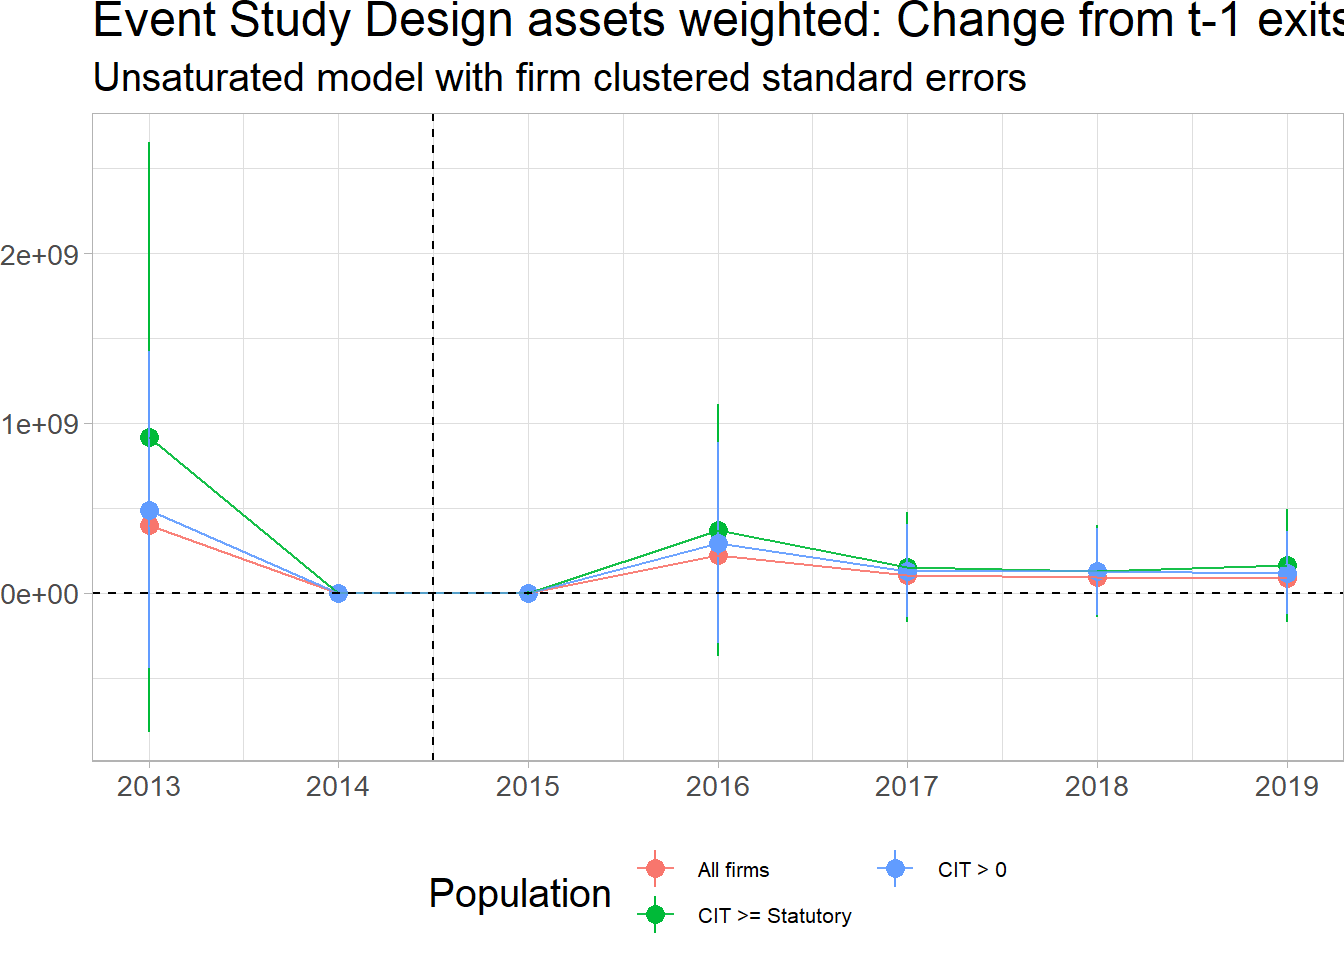 Event Study Design assets weighted: Change from t-1 exits
Unsaturated model with firm clustered standard errors
2e+09
1e+09
0e+00
2013 2014 2015 2016 2017 2018 2019
Population
All firms
CIT >= Statutory
CIT > 0